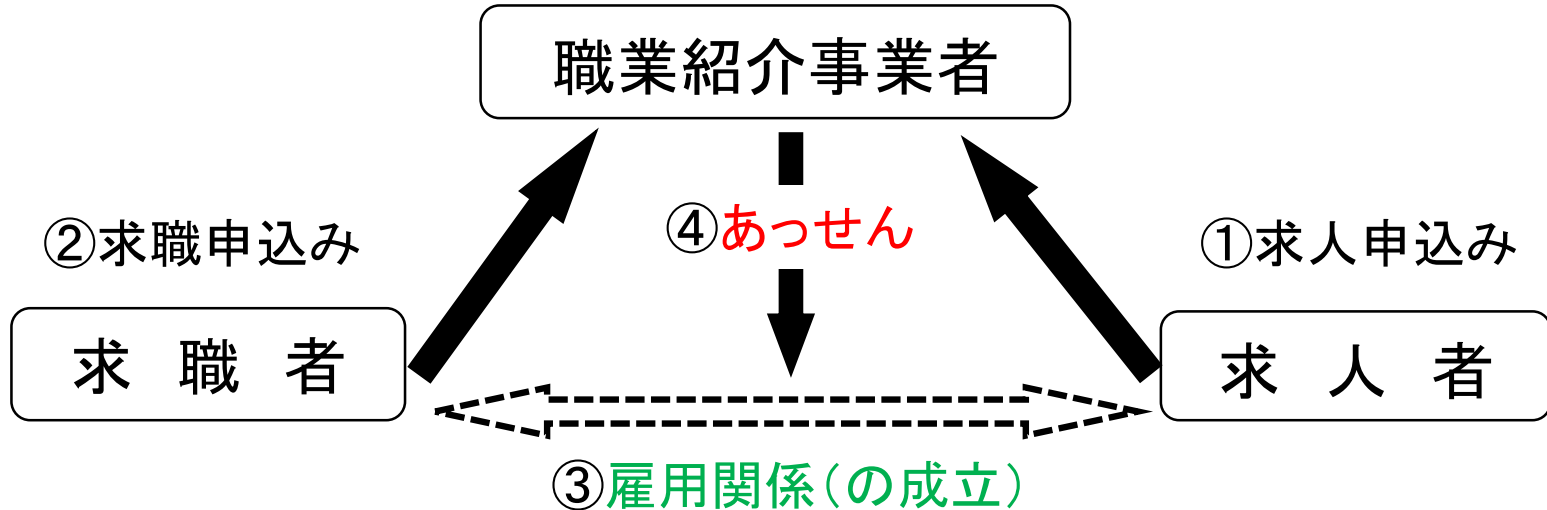 職業紹介事業者
④あっせん
②求職申込み
①求人申込み
求 職 者
求 人 者
③雇用関係(の成立)